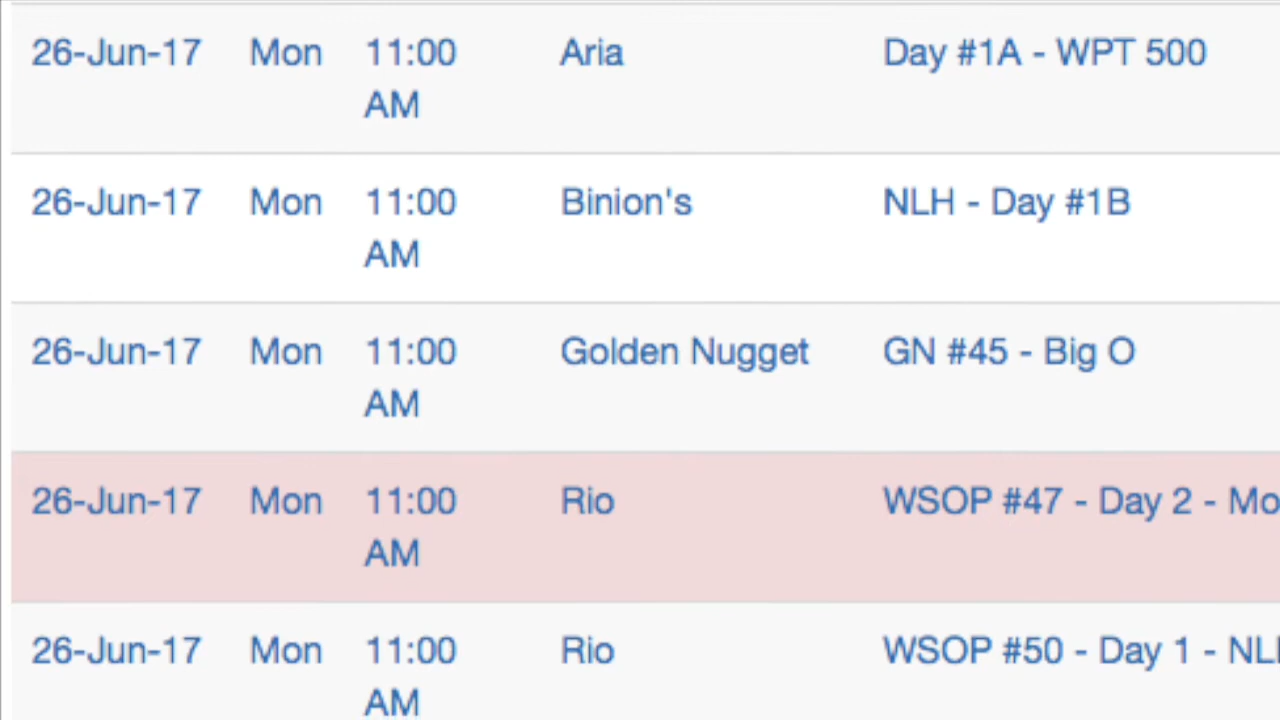 26-Jun-17 Mon 11:00 Aria Day #1A - WPT 500
AM
26-Jun-17 Mon 11:00 Binion's NLH - Day #1B
AM
26-Jun-17 Mon 11:00 Golden Nugget GN #45 - Big O
AM
26-Jun-17 Mon 11:00 Rio WSOP #47 - Day 2 - Mo
AM
26-Jun-17 Mon 11:00 Rio WSOP #50 - Day 1 - NL
AM